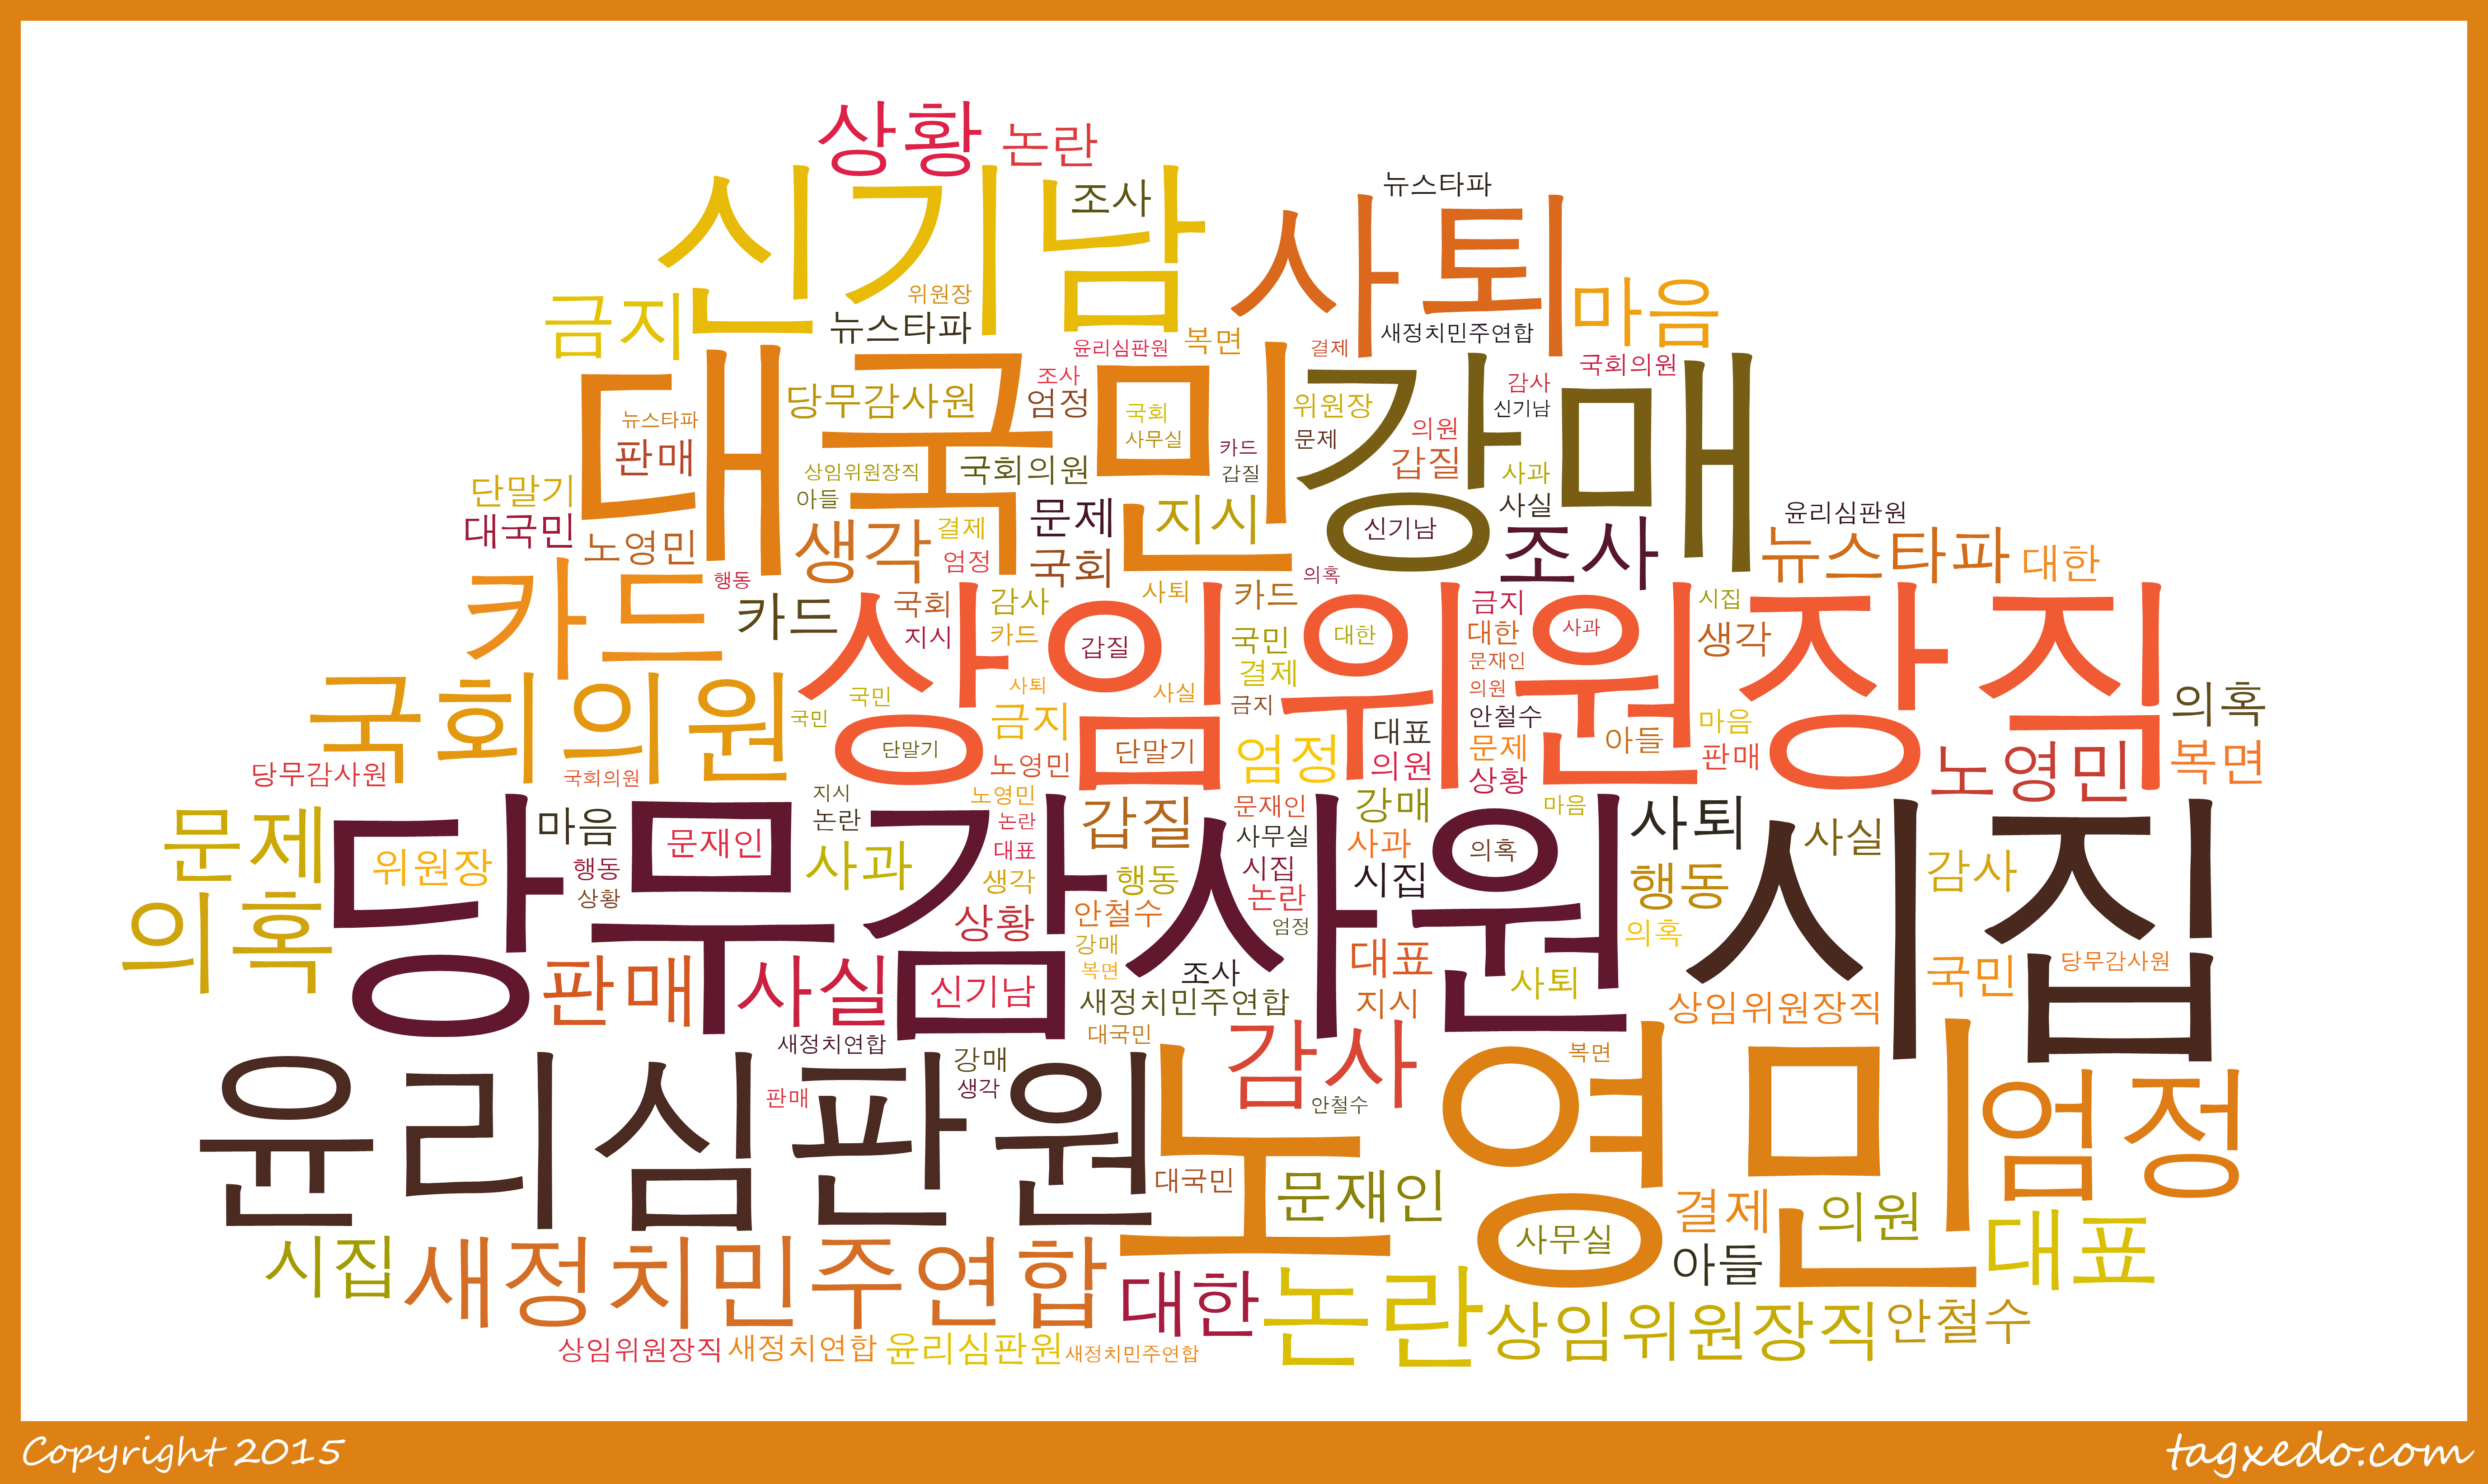 상황 논란
조사 뉴스타파
신기남 사퇴
금지 위원장 마음
뉴스타파 복면 새정치민주연합
윤리심판원 결제 국회의원
대국민 강매
조사 감사
당무감사원 엄정 국회 위원장 신기남
뉴스타파 사무실 문제 의원
판매 카드 갑질
상임위원장직 국회의원 갑질 사과
단말기 아들 사실
대국민 문제 지시 신기남 윤리심판원
노영민 생각 결제 조사 뉴스타파 대한
엄정 국회
카드 행동 의혹
카드 국회 감사 사퇴 카드 금지 시집
상임위원장직
지시 카드 갑질 국민 대한 대한 사과 생각
국회의원 결제 문재인
국민 사퇴 사실 의원 의혹
국민 금지 금지 안철수 마음
단말기 단말기 엄정 대표 문제 아들 판매
당무감사원 국회의원 노영민 의원 상황 노영민 복면
지시 노영민 강매 마음
문제 마음 논란 논란 갑질 문재인 사퇴 사실
당무감사원 시집
위원장 문재인 사과 대표 사무실 사과 의혹
행동 생각 행동 시집 시집 행동 감사
상황 논란
의혹 상황 안철수 엄정 의혹
강매 대표
판매 사실 신기남 복면 조사 사퇴 국민 당무감사원
새정치민주연합 지시 상임위원장직
새정치연합 대국민 감사 복면
윤리심판원 노영민 엄정
강매
판매 생각 안철수
대국민 문재인 결제 의원
사무실 아들 대표
시집 새정치민주연합 대한 논란 상임위원장직 안철수
상임위원장직 새정치연합 윤리심판원 새정치민주연합
Copyright 2015 tagxedo.com